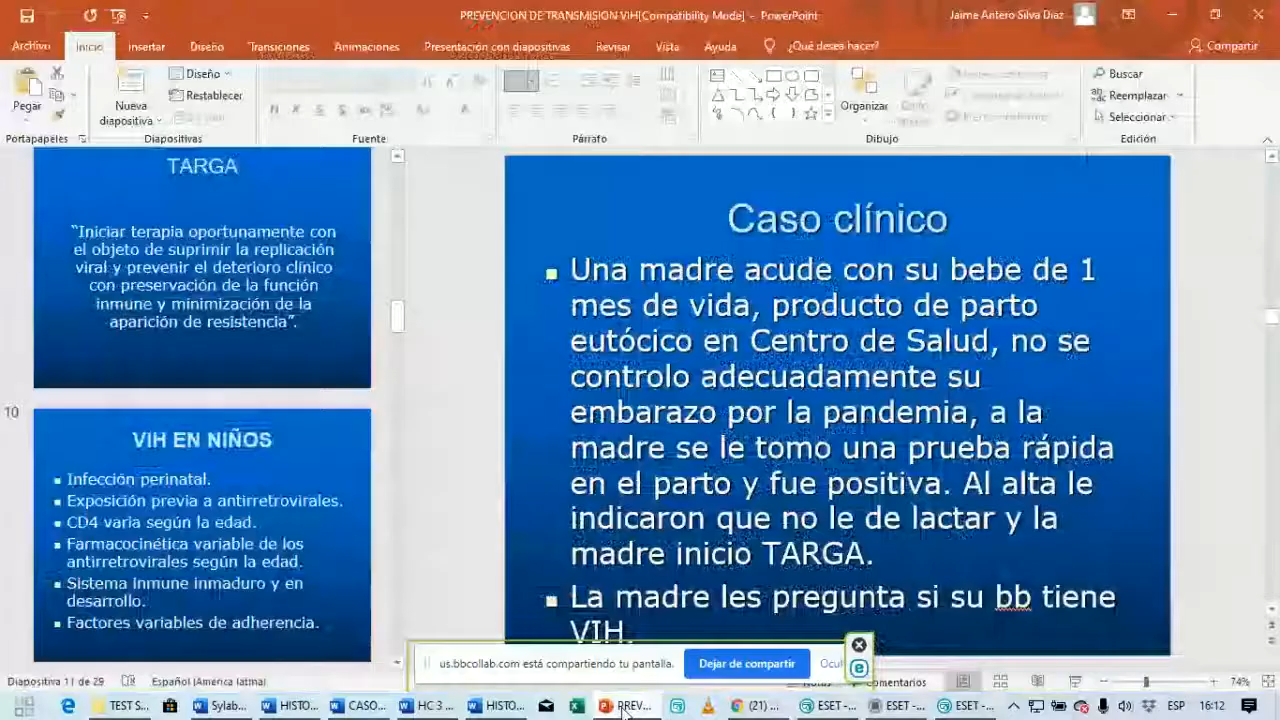 PREVENCION DE TRANSMISION VIH[Compatibility Mode] - PowerPoint
Jaime Antero Silva Diaz
Archivo Inicio Insertar Diseño Transiciones Animaciones Presentación con diapositivas Revisar Vista Ayuda ¿Qué desea hacer? Compartir
Pegar
Nueva diapositiva
Diseño
Restablecer
Organizar
Buscar
Reemplazar
Seleccionar
Portapapeles Diapositivas Fuente Párrafo Dibujo Edición
TARGA
"Iniciar terapia oportunamente con
el objeto de suprimir la replicación
viral y prevenir el deterioro clínico
con preservación de la función
inmune y minimización de la
aparición de resistencia".
10
VIH EN NIÑOS
Infección perinatal.
Exposición previa a antirretrovirales.
CD4 varia según la edad.
Farmacocinética variable de los
antirretrovirales según la edad.
Sistema inmune inmaduro y en
desarrollo.
Factores variables de adherencia.
Caso clínico
Una madre acude con su bebe de 1
mes de vida, producto de parto
eutócico en Centro de Salud, no se
controlo adecuadamente su
embarazo por la pandemia, a la
madre se le tomo una prueba rápida
en el parto y fue positiva. Al alta le
indicaron que no le de lactar y la
madre inicio TARGA.
La madre les pregunta si su bb tiene
VIH.
us.bbcollab.com está compartiendo tu pantalla. Dejar de compartir Ocul
Diapositiva 11 de 29 Español (América latina) Notas Comentarios 74%
TEST S... Sylab... HISTO... CASO... HC 3 ... HISTO... PREV... (21) ... ESET -... ESET -... ESET -... ESP 16:12